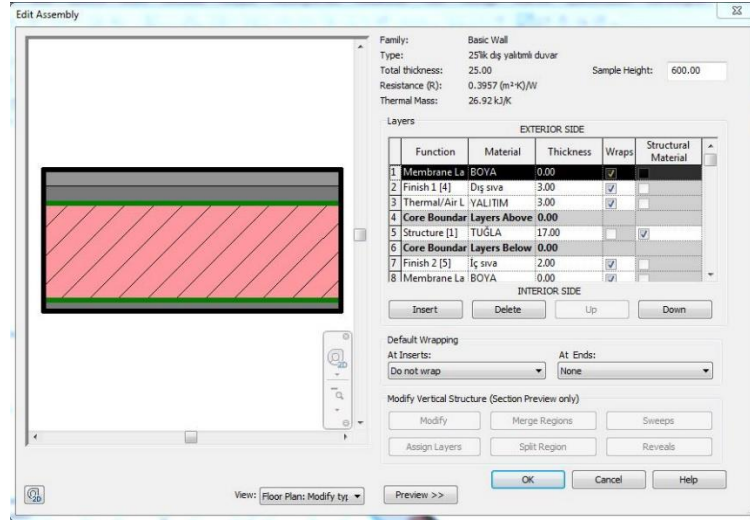 Edit Assembly
Family: Basic Wall
Type: 25'lik dış yalıtımlı duvar
Total thickness: 25.00 Sample Height: 600.00
Resistance (R): 0.3957 (m²·K)/W
Thermal Mass: 26.92 kJ/K
Layers
EXTERIOR SIDE
Function Material Thickness Wraps Structural Material
1 Membrane La BOYA 0.00
2 Finish 1 [4] Dış sıva 3.00
3 Thermal/Air L YALITIM 3.00
4 Core Boundar Layers Above 0.00
5 Structure [1] TUĞLA 17.00
6 Core Boundar Layers Below 0.00
7 Finish 2 [5] İç sıva 2.00
8 Membrane La BOYA 0.00
INTERIOR SIDE
Insert Delete Up Down
Default Wrapping
At Inserts: At Ends:
Do not wrap None
Modify Vertical Structure (Section Preview only)
Modify Merge Regions Sweeps
Assign Layers Split Region Reveals
OK Cancel Help
View: Floor Plan: Modify typ Preview >>
2D
2D